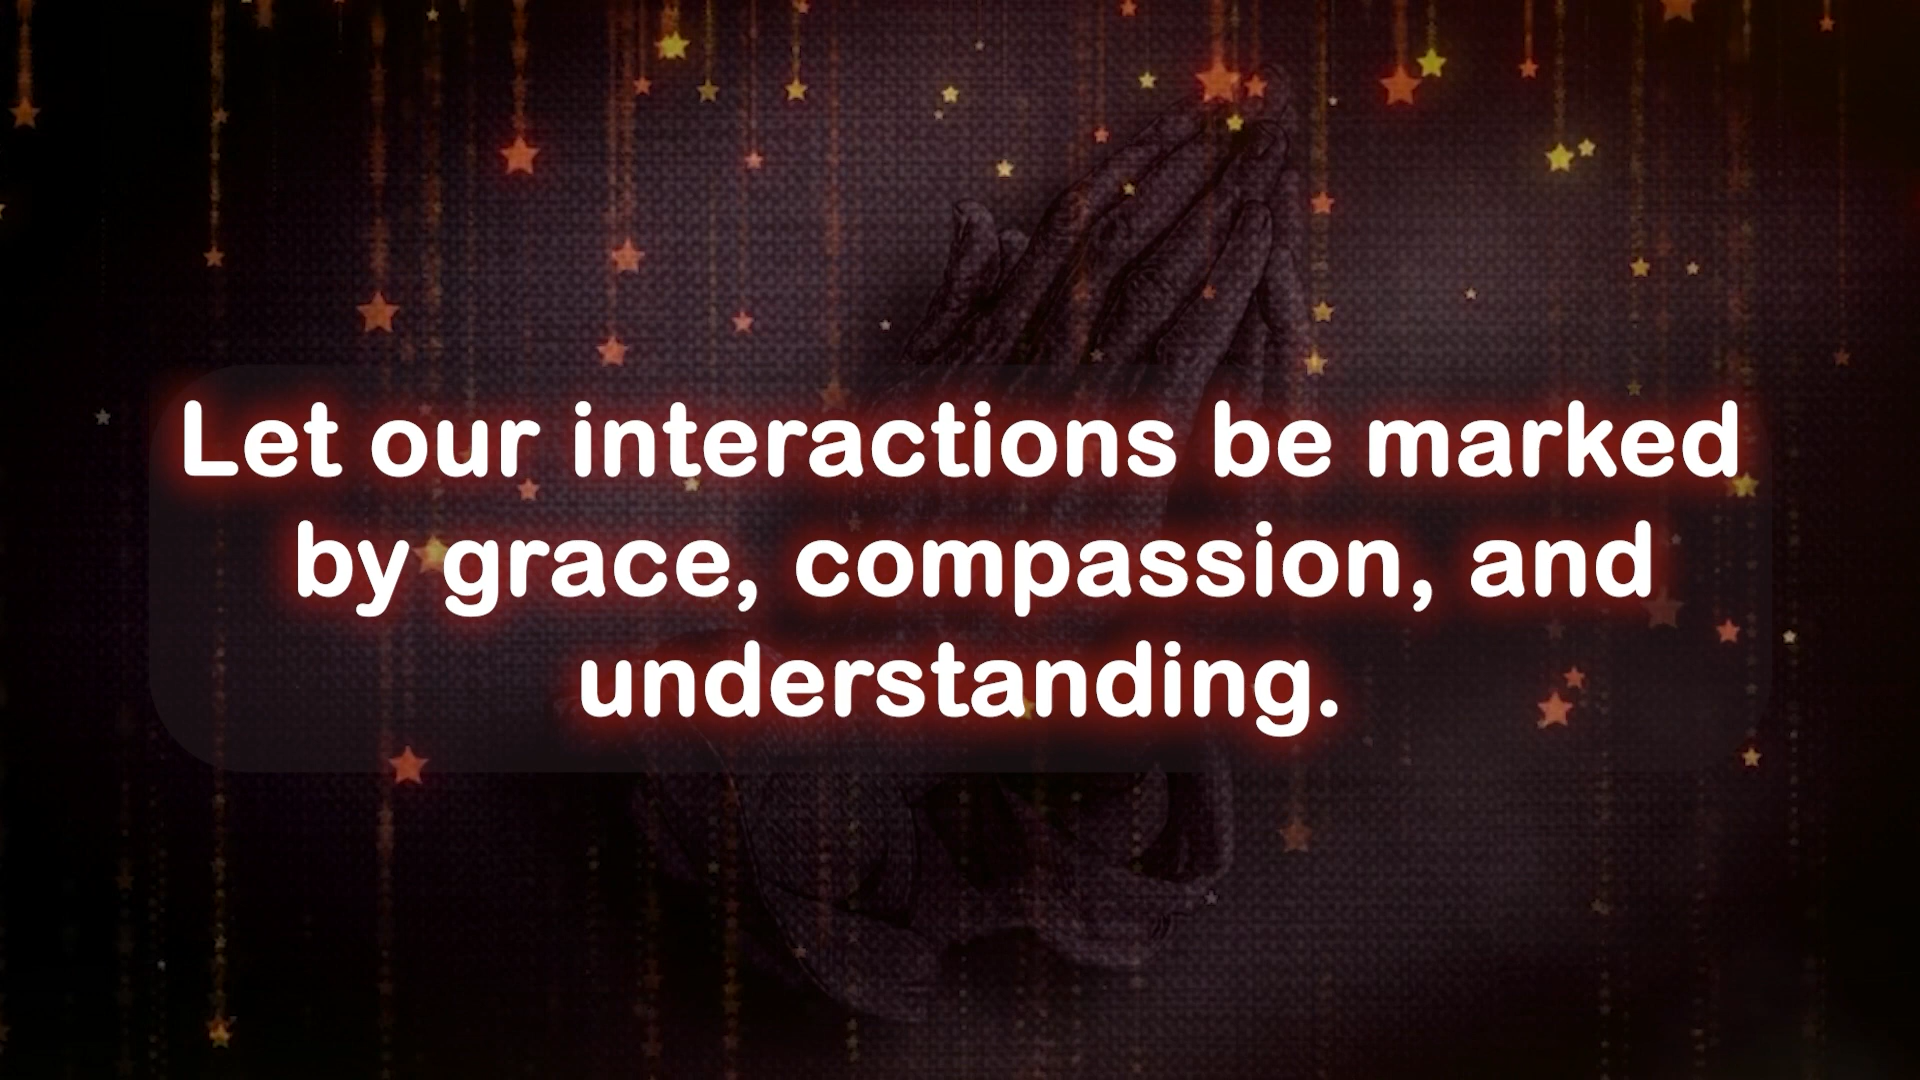 Let our interactions be marked
by grace, compassion, and
understanding.